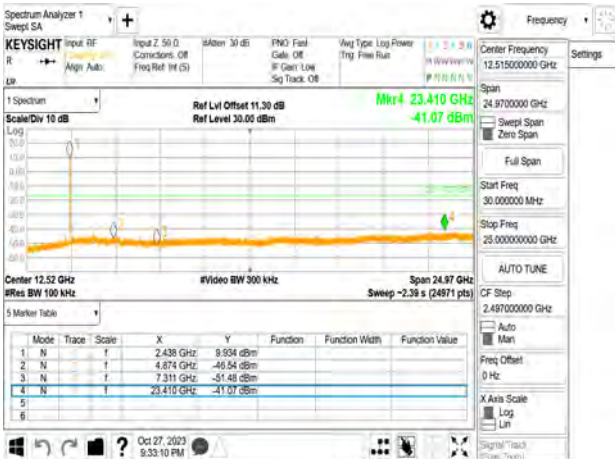 Spectrum Analyzer 1
Swept SA
Frequency
KEYSIGHT
Input: RF
Input Z: 50 Ω
#Atten: 30 dB
PNO: Fast
Avg Type: Log-Power
R
Corrections: Off
Gate: Off
Trig: Free Run
Align: Auto
Freq Ref: Int (S)
IF Gain: Low
Sig Track: Off
Center Frequency
12.515000000 GHz
Settings
1 Spectrum
Ref Lvl Offset 11.30 dB
Mkr4 23.410 GHz
Scale/Div 10 dB
Ref Level 30.00 dBm
-41.07 dBm
Log
Span
24.9700000 GHz
Swept Span
Zero Span
Full Span
Start Freq
30.000000 MHz
Stop Freq
25.000000000 GHz
AUTO TUNE
1
2
3
4
Center 12.52 GHz
#Video BW 300 kHz
Span 24.97 GHz
#Res BW 100 kHz
Sweep ~2.39 s (24971 pts)
CF Step
2.497000000 GHz
Auto
Man
5 Marker Table
Mode Trace Scale X Y Function Function Width Function Value
1 N f 2.438 GHz 9.934 dBm
2 N f 4.874 GHz -46.54 dBm
3 N f 7.311 GHz -51.48 dBm
4 N f 23.410 GHz -41.07 dBm
5
6
Freq Offset
0 Hz
X Axis Scale
Log
Lin
Signal Track
Oct 27, 2023
9:33:10 PM
?